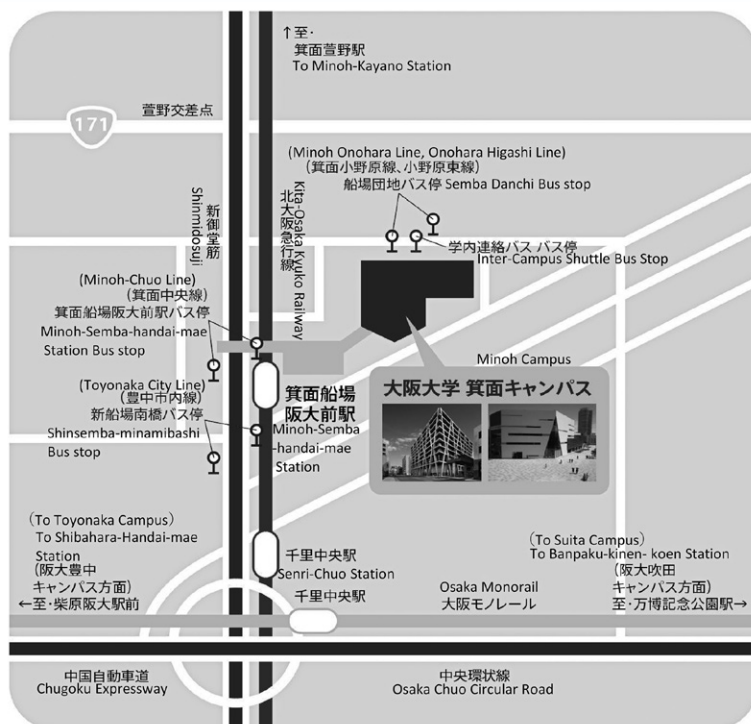 ↑至・
箕面萱野駅
To Minoh-Kayano Station
萱野交差点
171
(Minoh Onohara Line, Onohara Higashi Line)
(箕面小野原線、小野原東線)
船場団地バス停 Semba Danchi Bus stop
新御堂筋
Shinmidosuji
北大阪急行線
Kita-Osaka Kyuko Railway
学内連絡バス バス停
Inter-Campus Shuttle Bus Stop
(Minoh-Chuo Line)
(箕面中央線)
箕面船場阪大前駅バス停
Minoh-Semba-handai-mae
Station Bus stop
(Toyonaka City Line)
(豊中市内線)
新船場南橋バス停
Shinsemba-minamibashi
Bus stop
箕面船場
阪大前駅
Minoh-Semba
-handai-mae
Station
Minoh Campus
大阪大学 箕面キャンパス
(To Toyonaka Campus)
To Shibahara-Handai-mae
Station
(阪大豊中
キャンパス方面)
←至・柴原阪大駅前
千里中央駅
Senri-Chuo Station
千里中央駅
Osaka Monorail
大阪モノレール
(To Suita Campus)
To Banpaku-kinen- koen Station
(阪大吹田
キャンパス方面)
至・万博記念公園駅→
中国自動車道
Chugoku Expressway
中央環状線
Osaka Chuo Circular Road